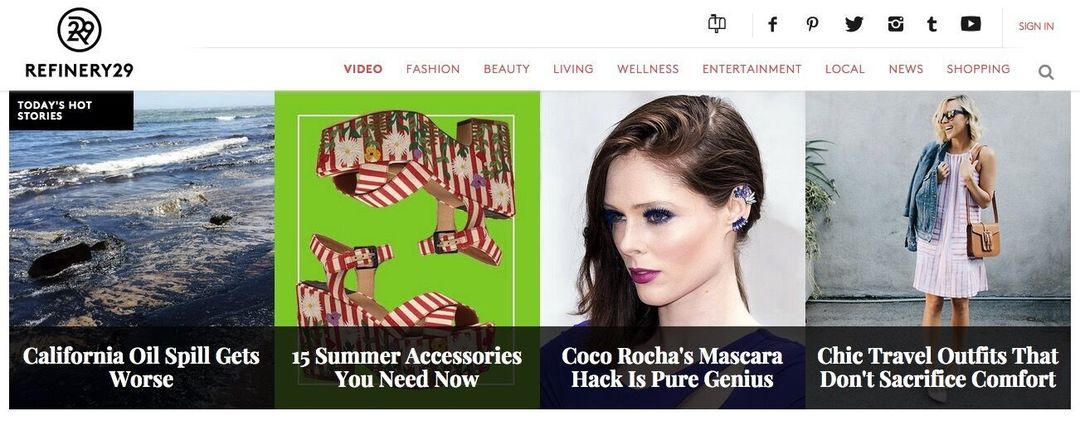 R29
REFINERY29
SIGN IN
VIDEO FASHION BEAUTY LIVING WELLNESS ENTERTAINMENT LOCAL NEWS SHOPPING
TODAY'S HOT
STORIES
California Oil Spill Gets
Worse
15 Summer Accessories
You Need Now
Coco Rocha's Mascara
Hack Is Pure Genius
Chic Travel Outfits That
Don't Sacrifice Comfort